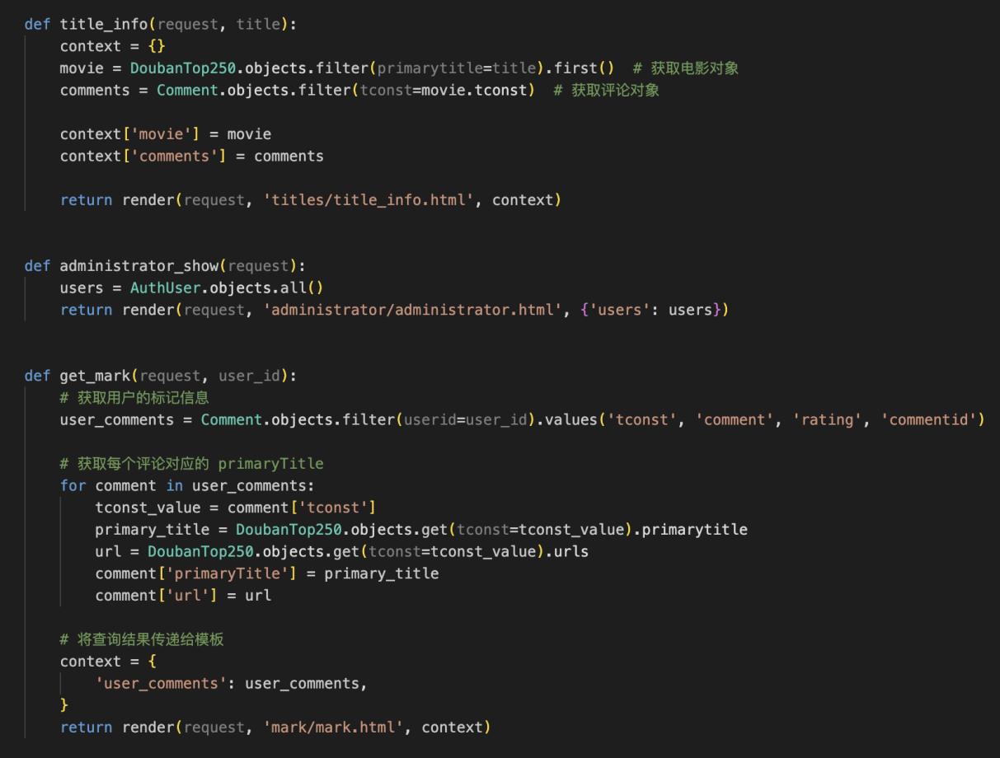 def title_info(request, title):
    context = {}
    movie = DoubanTop250.objects.filter(primarytitle=title).first()  # 获取电影对象
    comments = Comment.objects.filter(tconst=movie.tconst)  # 获取评论对象

    context['movie'] = movie
    context['comments'] = comments

    return render(request, 'titles/title_info.html', context)


def administrator_show(request):
    users = AuthUser.objects.all()
    return render(request, 'administrator/administrator.html', {'users': users})


def get_mark(request, user_id):
    # 获取用户的标记信息
    user_comments = Comment.objects.filter(userid=user_id).values('tconst', 'comment', 'rating', 'commentid')

    # 获取每个评论对应的 primaryTitle
    for comment in user_comments:
        tconst_value = comment['tconst']
        primary_title = DoubanTop250.objects.get(tconst=tconst_value).primarytitle
        url = DoubanTop250.objects.get(tconst=tconst_value).urls
        comment['primaryTitle'] = primary_title
        comment['url'] = url

    # 将查询结果传递给模板
    context = {
        'user_comments': user_comments,
    }
    return render(request, 'mark/mark.html', context)